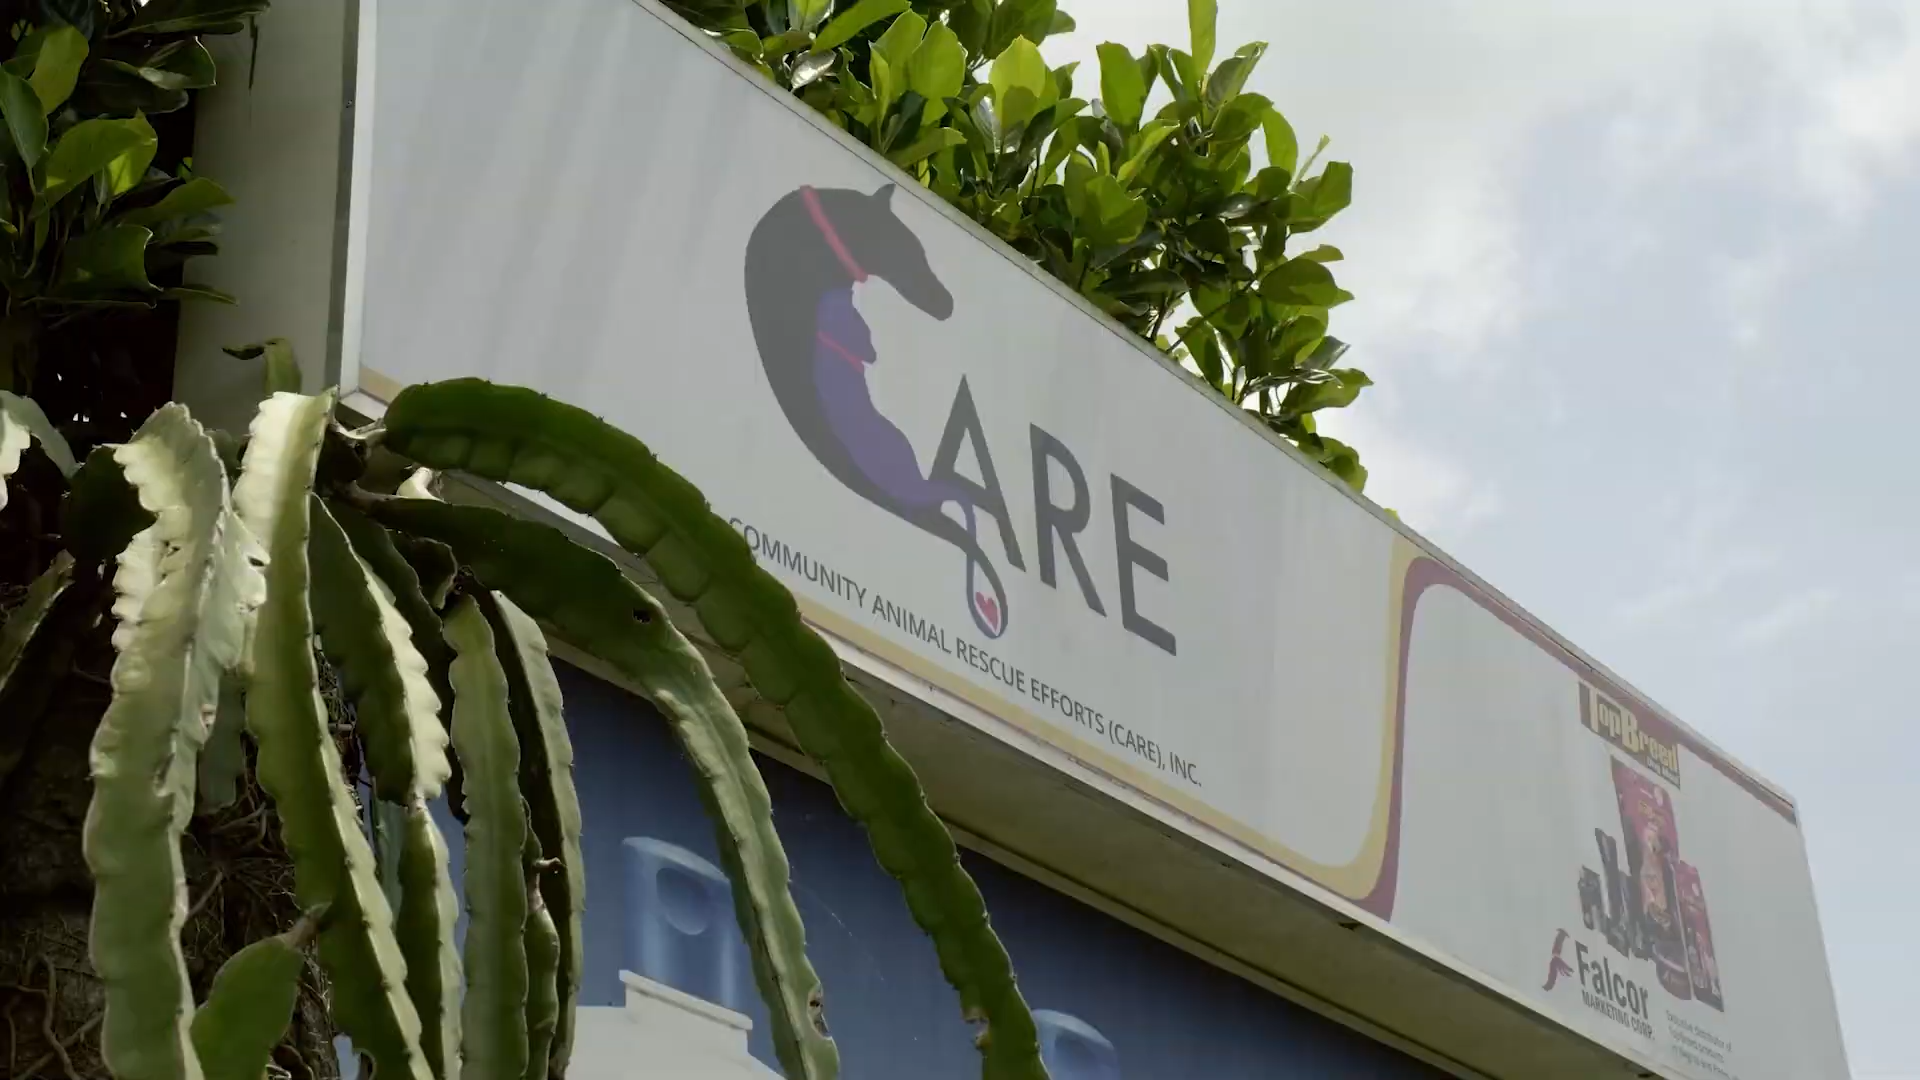 CARE
COMMUNITY ANIMAL RESCUE EFFORTS (CARE), INC.
TopBreed
Falcor
MARKETING CORP.